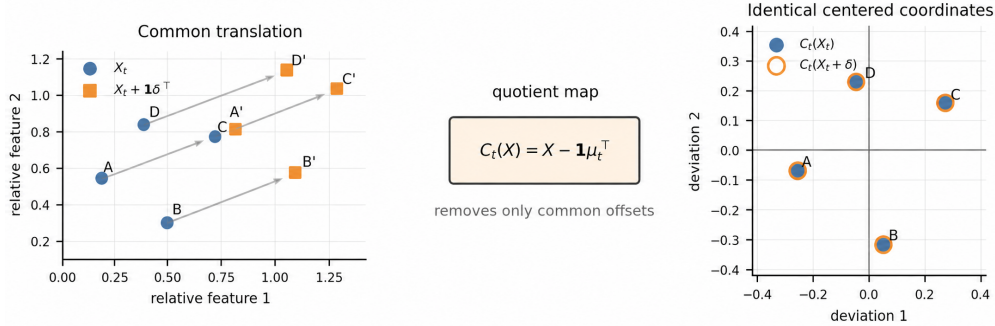 Common translation
X_t
X_t + 1δ^⊤
D'
C'
D
A'
C
A
B'
B
1.2
1.0
0.8
0.6
0.4
0.2
0.00 0.25 0.50 0.75 1.00 1.25
relative feature 1
relative feature 2
quotient map
C_t(X) = X − 1μ_t^⊤
removes only common offsets
Identical centered coordinates
C_t(X_t)
C_t(X_t + δ)
D
C
A
B
0.4
0.3
0.2
0.1
0.0
−0.1
−0.2
−0.3
−0.4
−0.4 −0.2 0.0 0.2 0.4
deviation 1
deviation 2